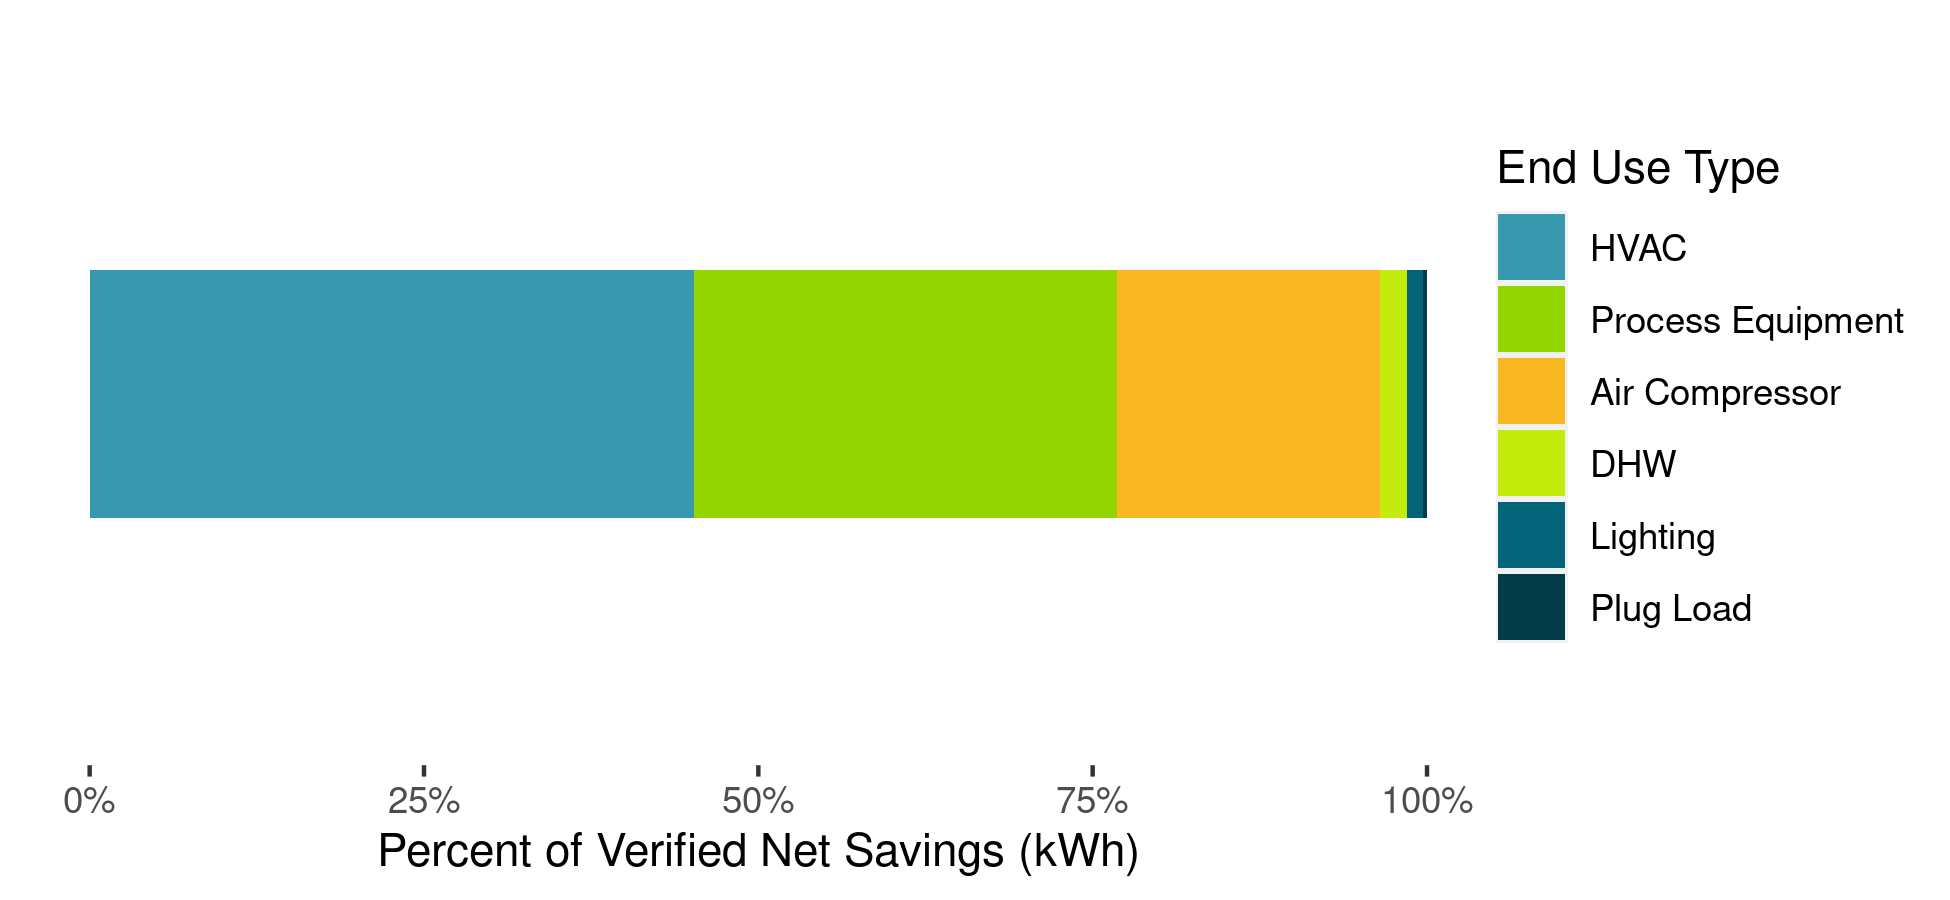 End Use Type
HVAC
Process Equipment
Air Compressor
DHW
Lighting
Plug Load
0% 25% 50% 75% 100%
Percent of Verified Net Savings (kWh)